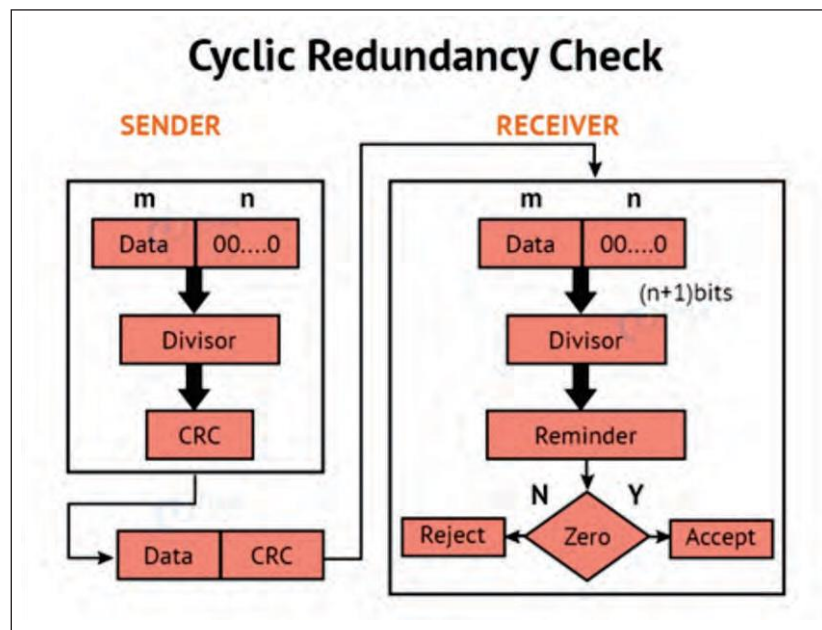 Cyclic Redundancy Check
SENDER
RECEIVER
m n
Data 00....0
Divisor
CRC
Data CRC
m n
Data 00....0
(n+1)bits
Divisor
Reminder
N Y
Reject Zero Accept